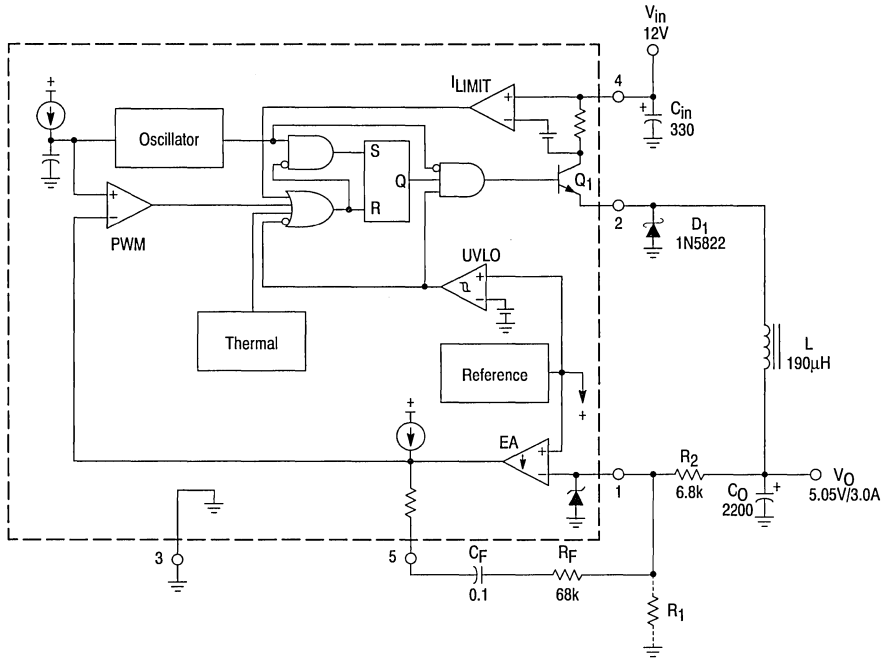 Vin
12V
4
ILIMIT
+
−
+
Cin
330
+
Oscillator
S
Q
R
Q1
2
D1
1N5822
+
−
PWM
UVLO
+
−
Thermal
L
190µH
Reference
+
+
EA
+
−
1
R2
6.8k
VO
5.05V/3.0A
CO
2200
+
3
5
CF
0.1
RF
68k
R1